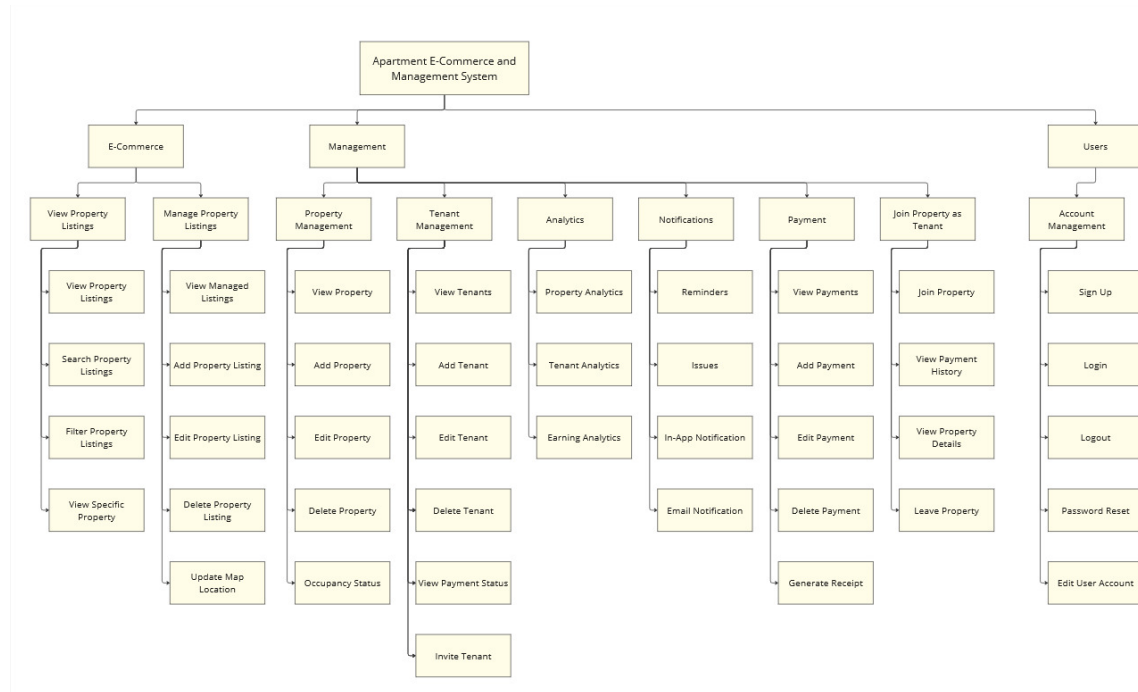 Apartment E-Commerce and
Management System
E-Commerce
Management
Users
View Property
Listings
Manage Property
Listings
Property
Management
Tenant
Management
Analytics
Notifications
Payment
Join Property as
Tenant
Account
Management
View Property
Listings
View Managed
Listings
View Property
View Tenants
Property Analytics
Reminders
View Payments
Join Property
Sign Up
Search Property
Listings
Add Property Listing
Add Property
Add Tenant
Tenant Analytics
Issues
Add Payment
View Payment
History
Login
Filter Property
Listings
Edit Property Listing
Edit Property
Edit Tenant
Earning Analytics
In-App Notification
Edit Payment
View Property
Details
Logout
View Specific
Property
Delete Property
Listing
Delete Property
Delete Tenant
Email Notification
Delete Payment
Leave Property
Password Reset
Update Map
Location
Occupancy Status
View Payment Status
Generate Receipt
Edit User Account
Invite Tenant